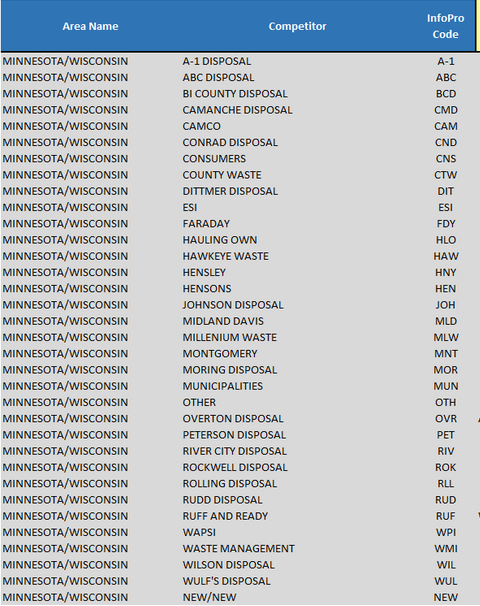 Area Name Competitor InfoPro Code
MINNESOTA/WISCONSIN A-1 DISPOSAL A-1
MINNESOTA/WISCONSIN ABC DISPOSAL ABC
MINNESOTA/WISCONSIN BI COUNTY DISPOSAL BCD
MINNESOTA/WISCONSIN CAMANCHE DISPOSAL CMD
MINNESOTA/WISCONSIN CAMCO CAM
MINNESOTA/WISCONSIN CONRAD DISPOSAL CND
MINNESOTA/WISCONSIN CONSUMERS CNS
MINNESOTA/WISCONSIN COUNTY WASTE CTW
MINNESOTA/WISCONSIN DITTMER DISPOSAL DIT
MINNESOTA/WISCONSIN ESI ESI
MINNESOTA/WISCONSIN FARADAY FDY
MINNESOTA/WISCONSIN HAULING OWN HLO
MINNESOTA/WISCONSIN HAWKEYE WASTE HAW
MINNESOTA/WISCONSIN HENSLEY HNY
MINNESOTA/WISCONSIN HENSONS HEN
MINNESOTA/WISCONSIN JOHNSON DISPOSAL JOH
MINNESOTA/WISCONSIN MIDLAND DAVIS MLD
MINNESOTA/WISCONSIN MILLENIUM WASTE MLW
MINNESOTA/WISCONSIN MONTGOMERY MNT
MINNESOTA/WISCONSIN MORING DISPOSAL MOR
MINNESOTA/WISCONSIN MUNICIPALITIES MUN
MINNESOTA/WISCONSIN OTHER OTH
MINNESOTA/WISCONSIN OVERTON DISPOSAL OVR
MINNESOTA/WISCONSIN PETERSON DISPOSAL PET
MINNESOTA/WISCONSIN RIVER CITY DISPOSAL RIV
MINNESOTA/WISCONSIN ROCKWELL DISPOSAL ROK
MINNESOTA/WISCONSIN ROLLING DISPOSAL RLL
MINNESOTA/WISCONSIN RUDD DISPOSAL RUD
MINNESOTA/WISCONSIN RUFF AND READY RUF
MINNESOTA/WISCONSIN WAPSI WPI
MINNESOTA/WISCONSIN WASTE MANAGEMENT WMI
MINNESOTA/WISCONSIN WILSON DISPOSAL WIL
MINNESOTA/WISCONSIN WULF'S DISPOSAL WUL
MINNESOTA/WISCONSIN NEW/NEW NEW